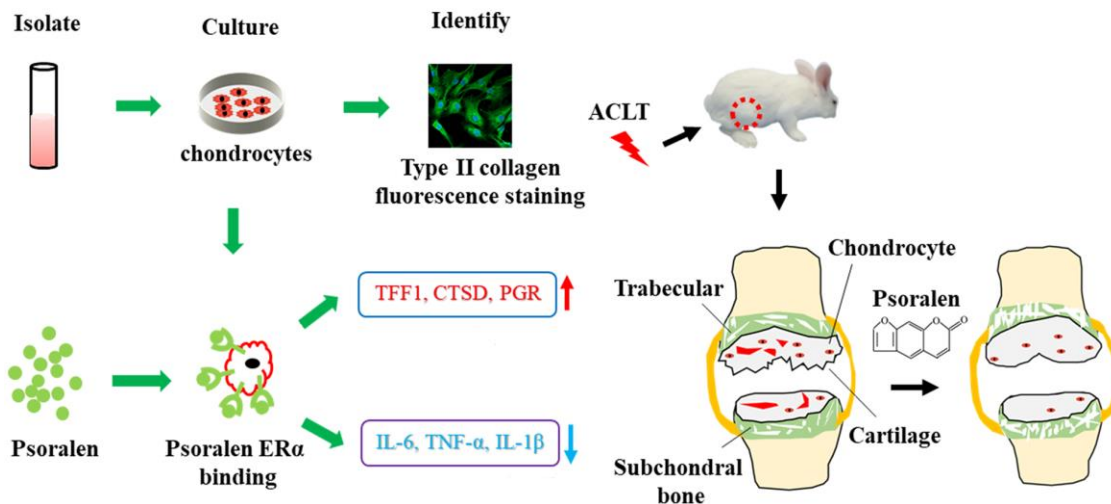 Isolate
Culture
Identify
chondrocytes
Type II collagen
fluorescence staining
ACLT
Psoralen
Psoralen ERα
binding
TFF1, CTSD, PGR
IL-6, TNF-α, IL-1β
Trabecular
Chondrocyte
Psoralen
O
O
O
Cartilage
Subchondral
bone